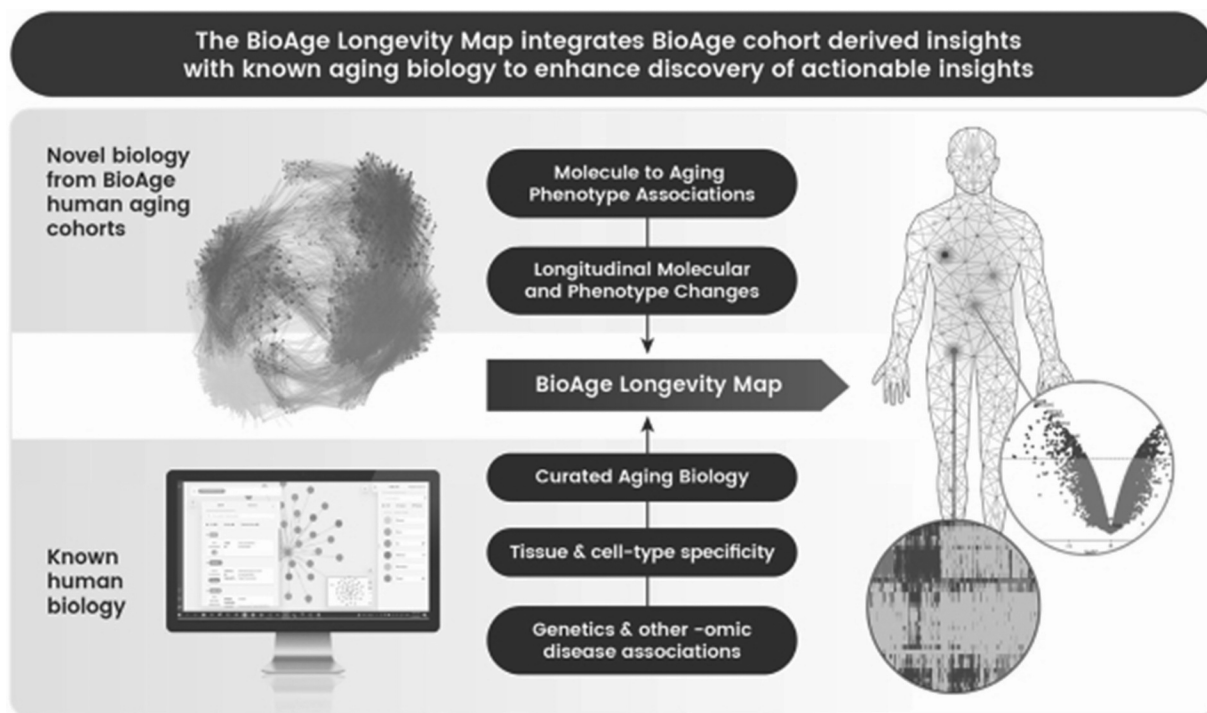 The BioAge Longevity Map integrates BioAge cohort derived insights
with known aging biology to enhance discovery of actionable insights
Novel biology
from BioAge
human aging
cohorts
Molecule to Aging
Phenotype Associations
Longitudinal Molecular
and Phenotype Changes
BioAge Longevity Map
Curated Aging Biology
Known
human
biology
Tissue & cell-type specificity
Genetics & other -omic
disease associations